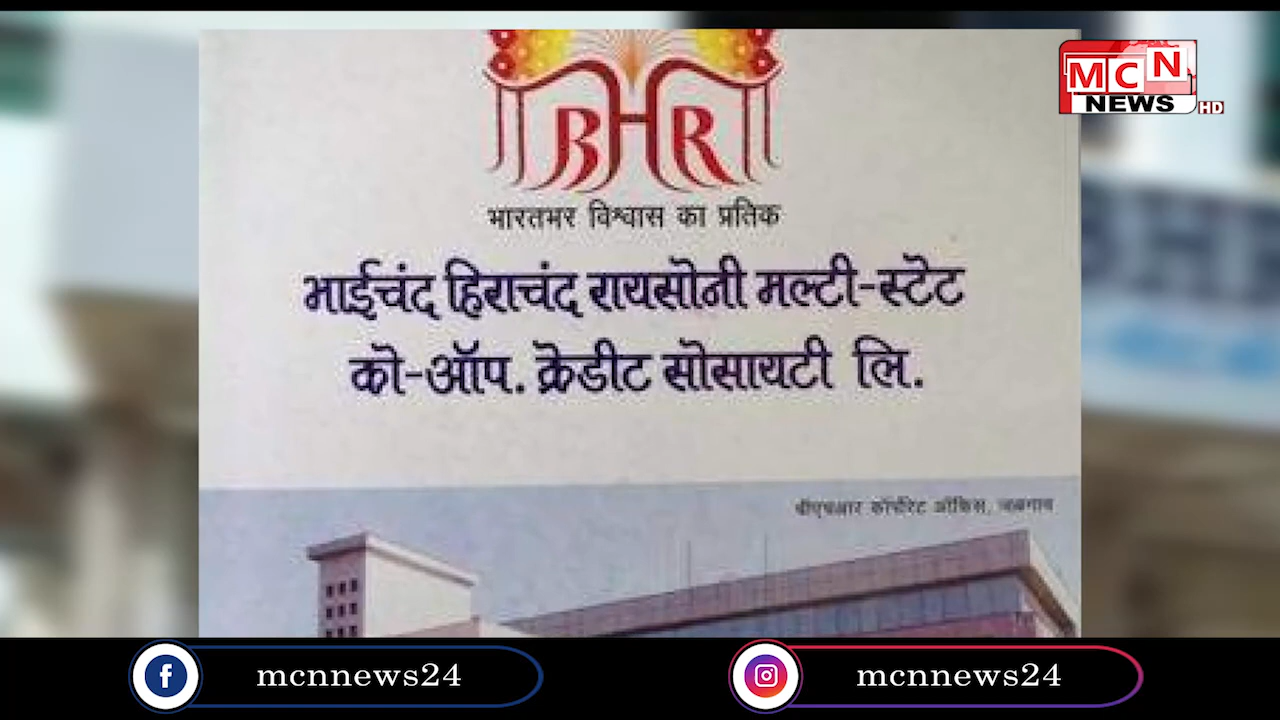 MCN
NEWS HD
BHR
भारतभर विश्वास का प्रतिक
भाईचंद हिराचंद रायसोनी मल्टी-स्टेट
को-ऑप. क्रेडीट सोसायटी लि.
बीएचआर कॉर्पोरेट ऑफिस, जळगाव
mcnnews24
mcnnews24